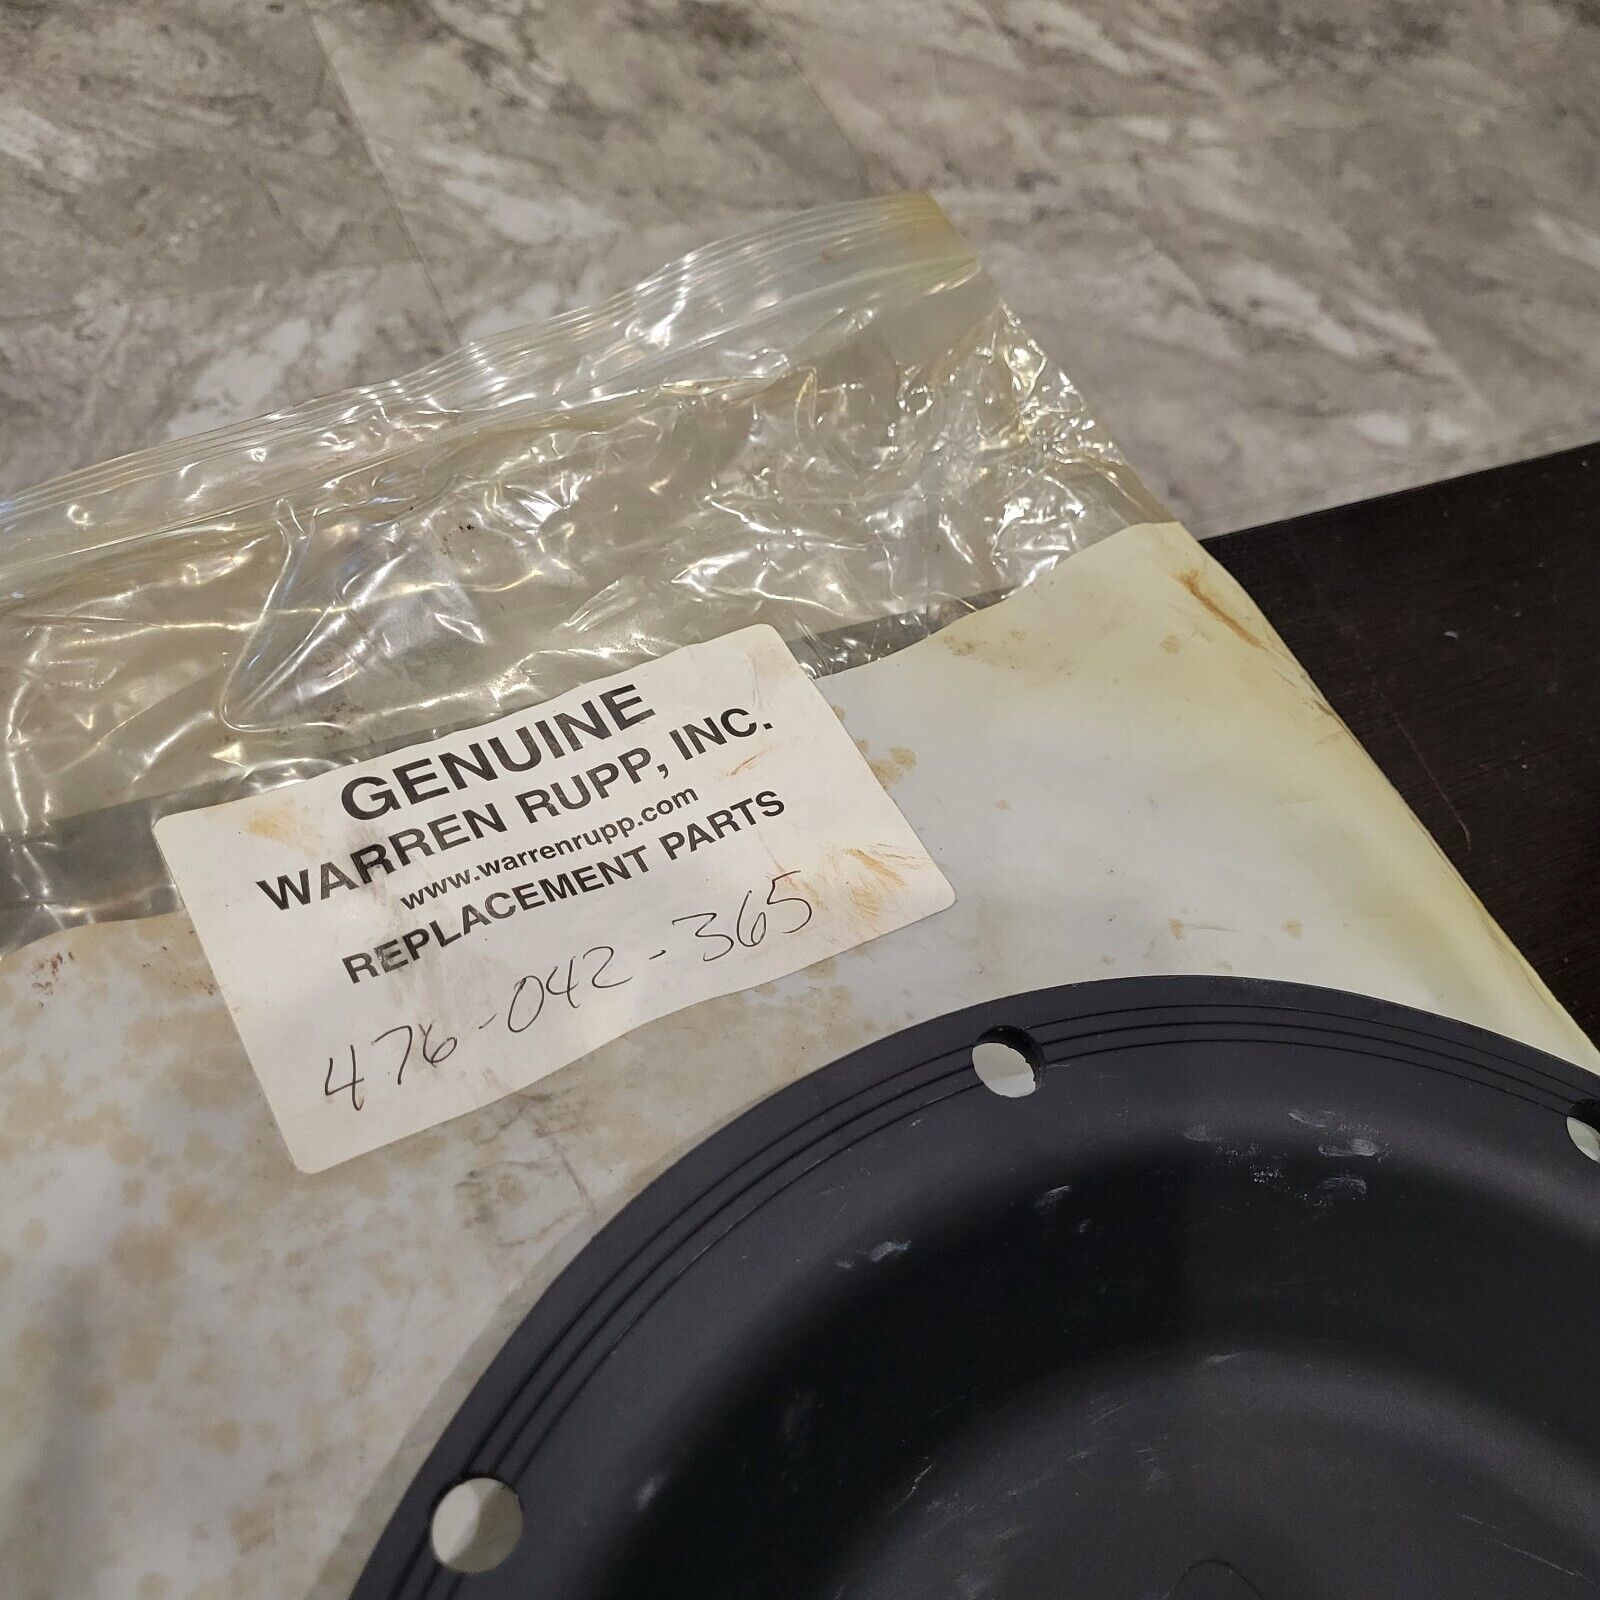 GENUINE
WARREN RUPP, INC.
www.warrenrupp.com
REPLACEMENT PARTS
476-042-365